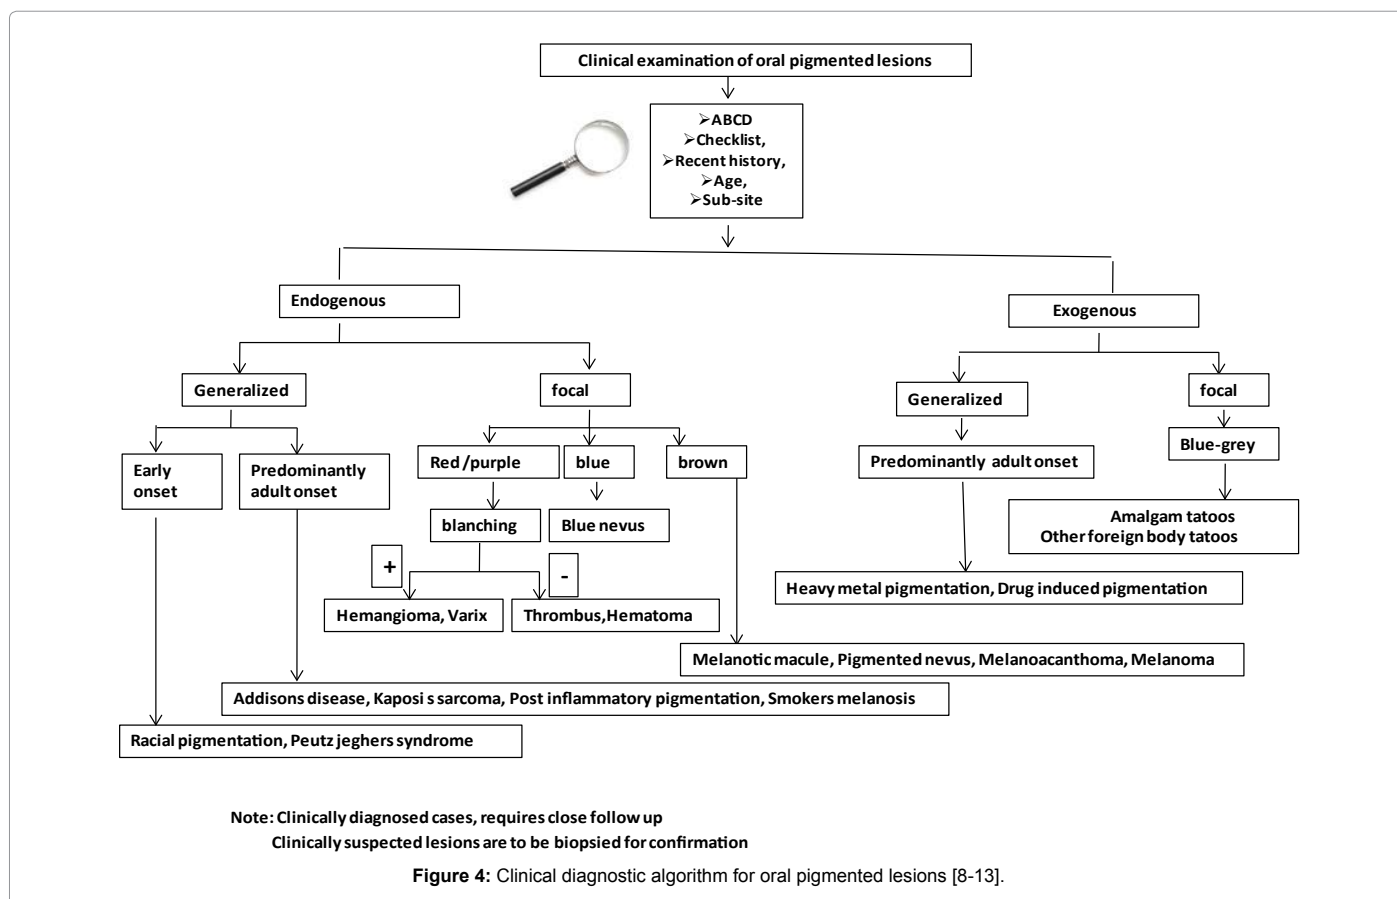 Clinical examination of oral pigmented lesions
➢ABCD
➢Checklist,
➢Recent history,
➢Age,
➢Sub-site
Endogenous
Exogenous
Generalized
focal
Generalized
focal
Early
onset
Predominantly
adult onset
Red/purple
blue
brown
Predominantly adult onset
Blue-grey
blanching
Blue nevus
Amalgam tatoos
Other foreign body tatoos
+
-
Hemangioma, Varix
Thrombus,Hematoma
Heavy metal pigmentation, Drug induced pigmentation
Melanotic macule, Pigmented nevus, Melanoacanthoma, Melanoma
Addisons disease, Kaposi s sarcoma, Post inflammatory pigmentation, Smokers melanosis
Racial pigmentation, Peutz jeghers syndrome
Note: Clinically diagnosed cases, requires close follow up
Clinically suspected lesions are to be biopsied for confirmation
Figure 4: Clinical diagnostic algorithm for oral pigmented lesions [8-13].